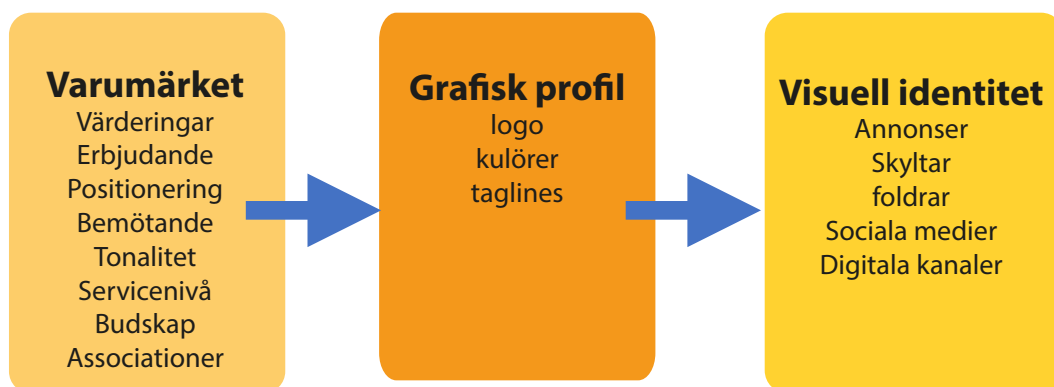 Varumärket
Värderingar
Erbjudande
Positionering
Bemötande
Tonalitet
Servicenivå
Budskap
Associationer
Grafisk profil
logo
kulörer
taglines
Visuell identitet
Annonser
Skyltar
foldrar
Sociala medier
Digitala kanaler